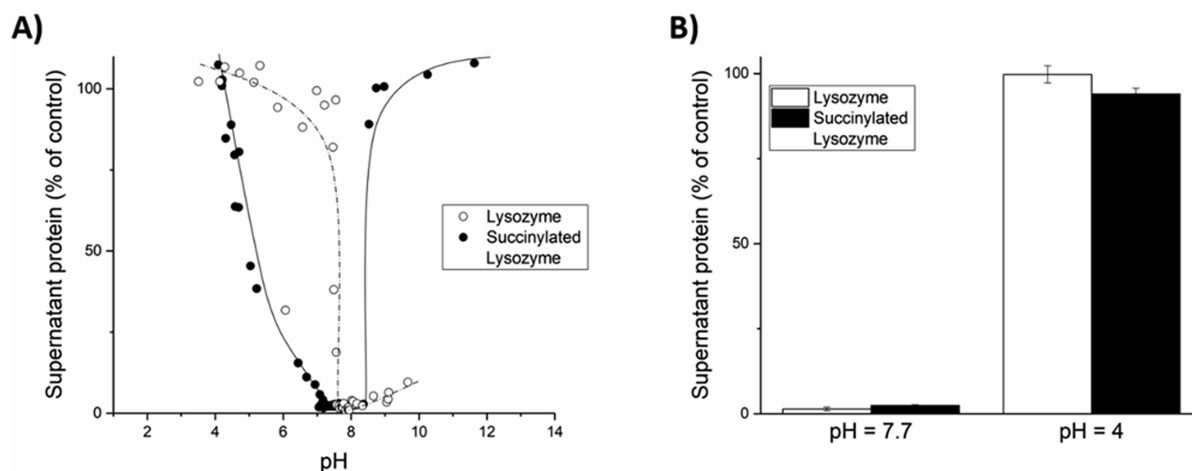 A)
Supernatant protein (% of control)
100
50
0
2 4 6 8 10 12 14
pH
Lysozyme
Succinylated
Lysozyme
B)
Supernatant protein (% of control)
100
50
0
Lysozyme
Succinylated
Lysozyme
pH = 7.7 pH = 4